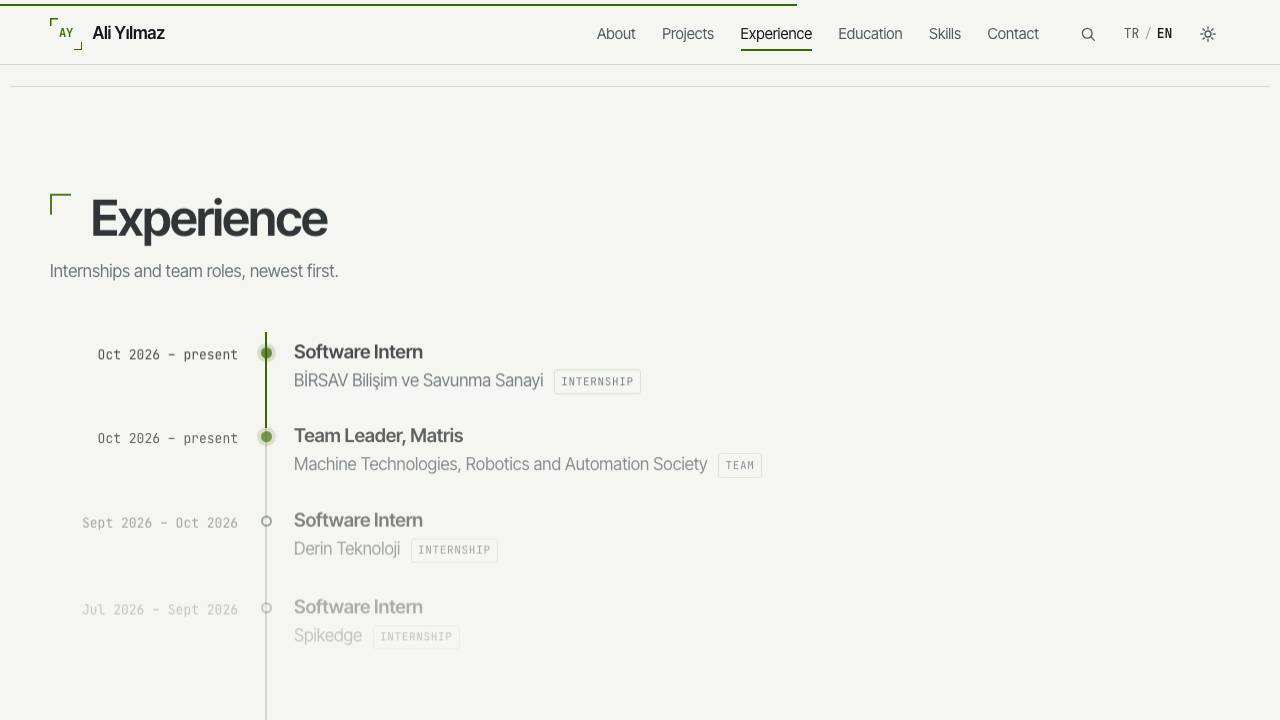 AY Ali Yılmaz About Projects Experience Education Skills Contact TR / EN
Experience
Internships and team roles, newest first.
Oct 2026 – present Software Intern
BİRSAV Bilişim ve Savunma Sanayi INTERNSHIP
Oct 2026 – present Team Leader, Matris
Machine Technologies, Robotics and Automation Society TEAM
Sept 2026 – Oct 2026 Software Intern
Derin Teknoloji INTERNSHIP
Jul 2026 – Sept 2026 Software Intern
Spikedge INTERNSHIP